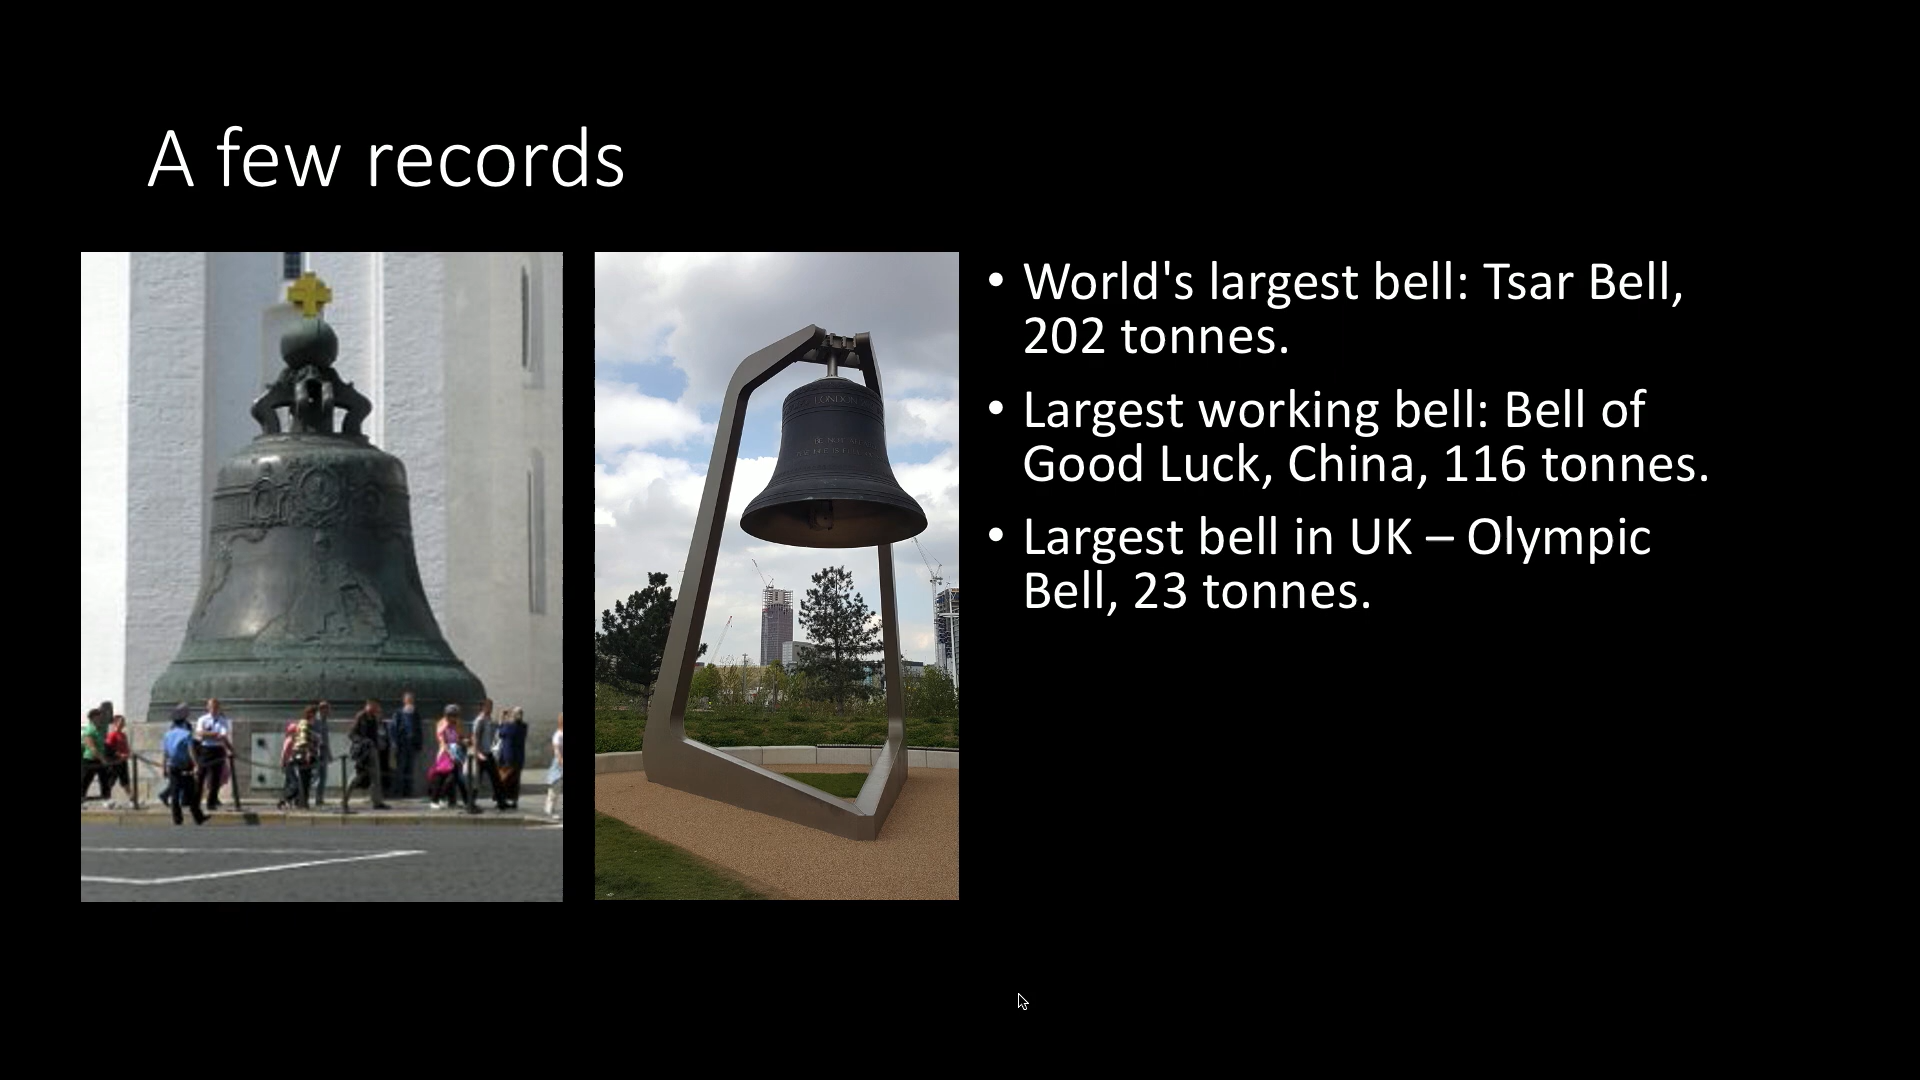 A few records
LONDON
• World's largest bell: Tsar Bell,
202 tonnes.
• Largest working bell: Bell of
Good Luck, China, 116 tonnes.
• Largest bell in UK – Olympic
Bell, 23 tonnes.